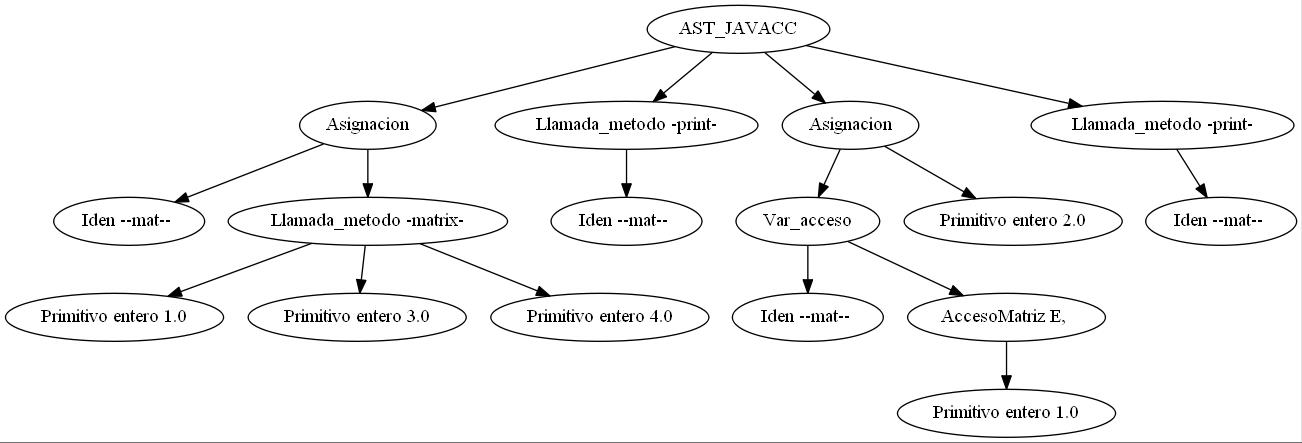 AST_JAVACC
Asignacion
Llamada_metodo -print-
Asignacion
Llamada_metodo -print-
Iden --mat--
Llamada_metodo -matrix-
Iden --mat--
Var_acceso
Primitivo entero 2.0
Iden --mat--
Primitivo entero 1.0
Primitivo entero 3.0
Primitivo entero 4.0
Iden --mat--
AccesoMatriz E,
Primitivo entero 1.0